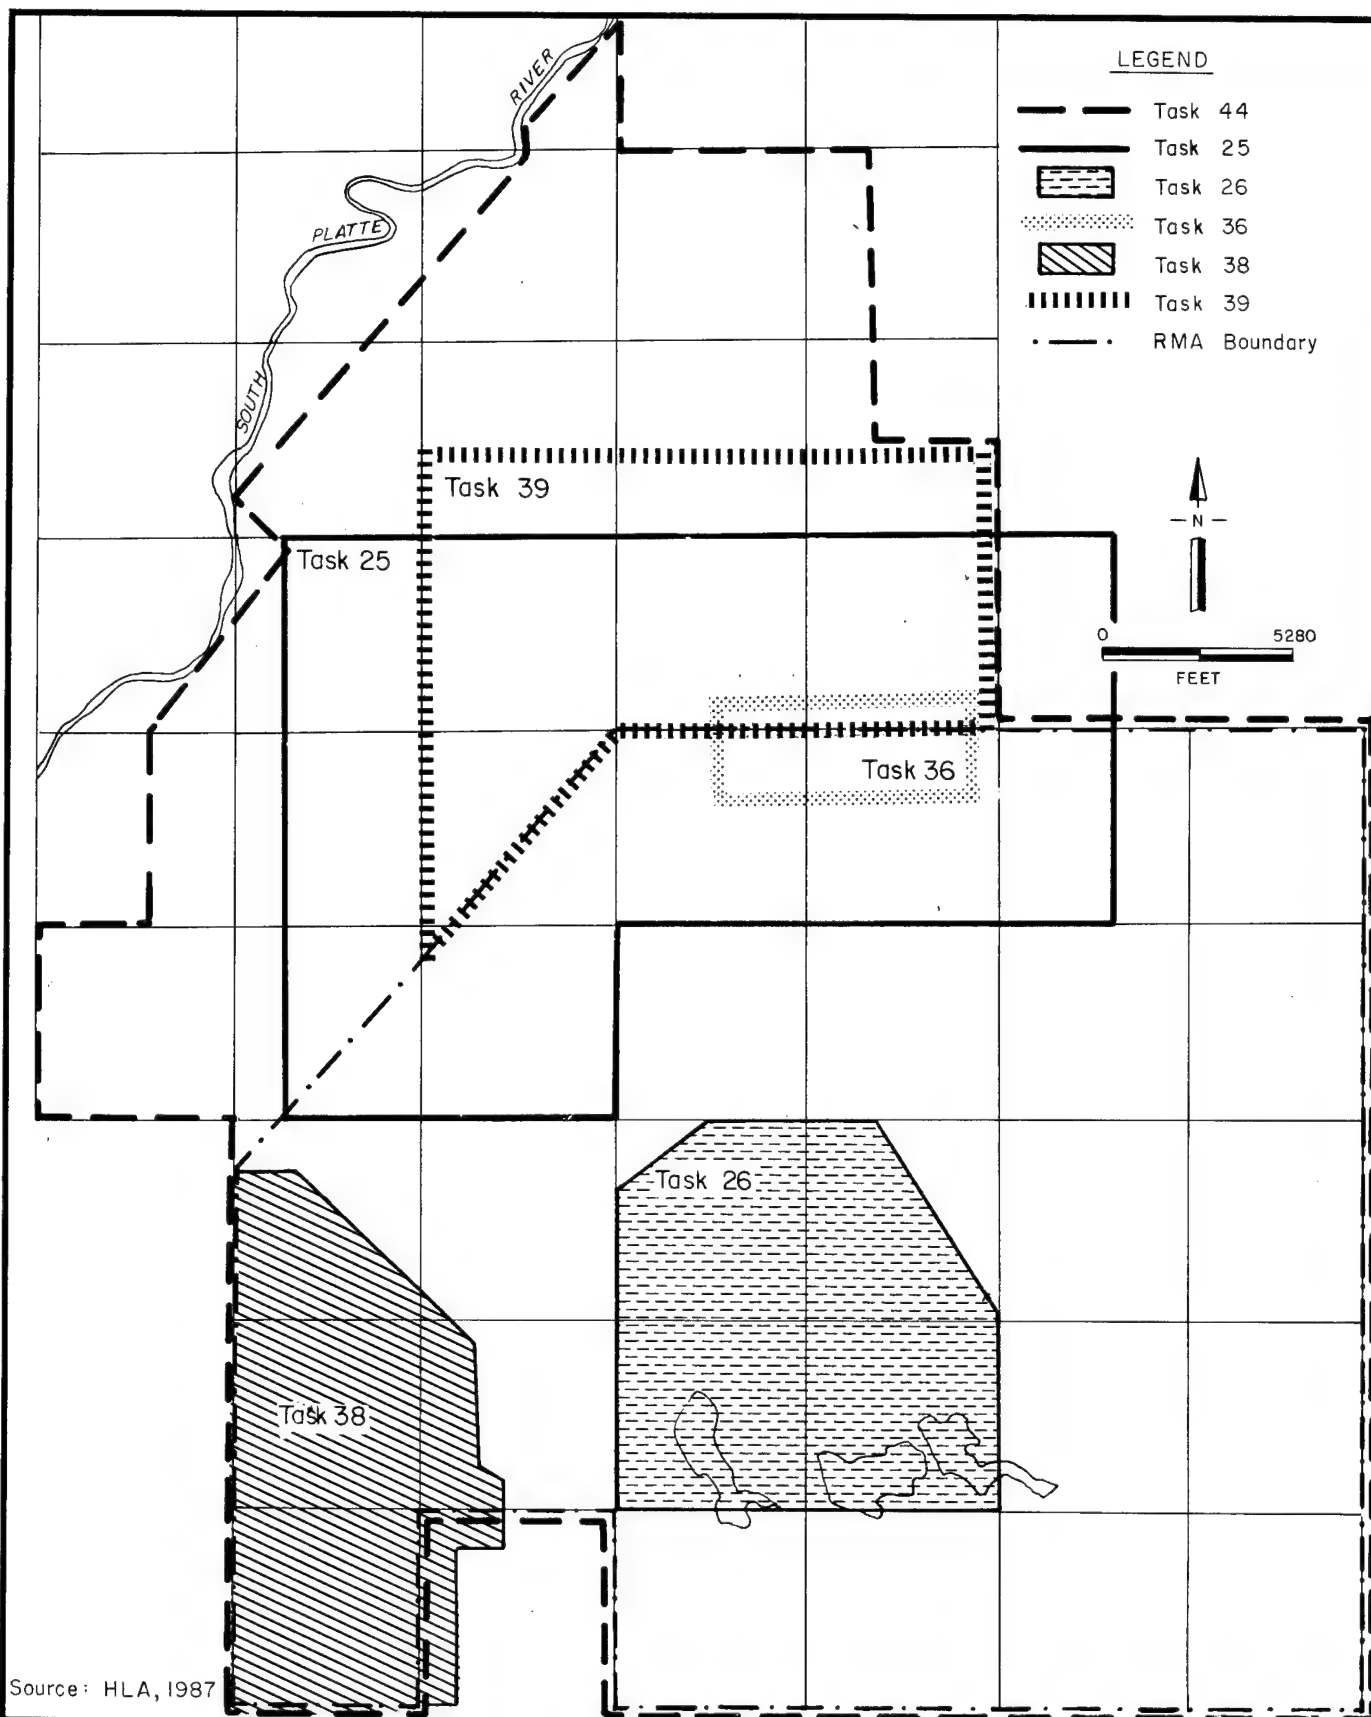 LEGEND
Task 44
Task 25
Task 26
Task 36
Task 38
Task 39
RMA Boundary
RIVER
PLATTE
SOUTH
Task 39
Task 25
N
0 5280
FEET
Task 36
Task 26
Task 38
Source: HLA, 1987